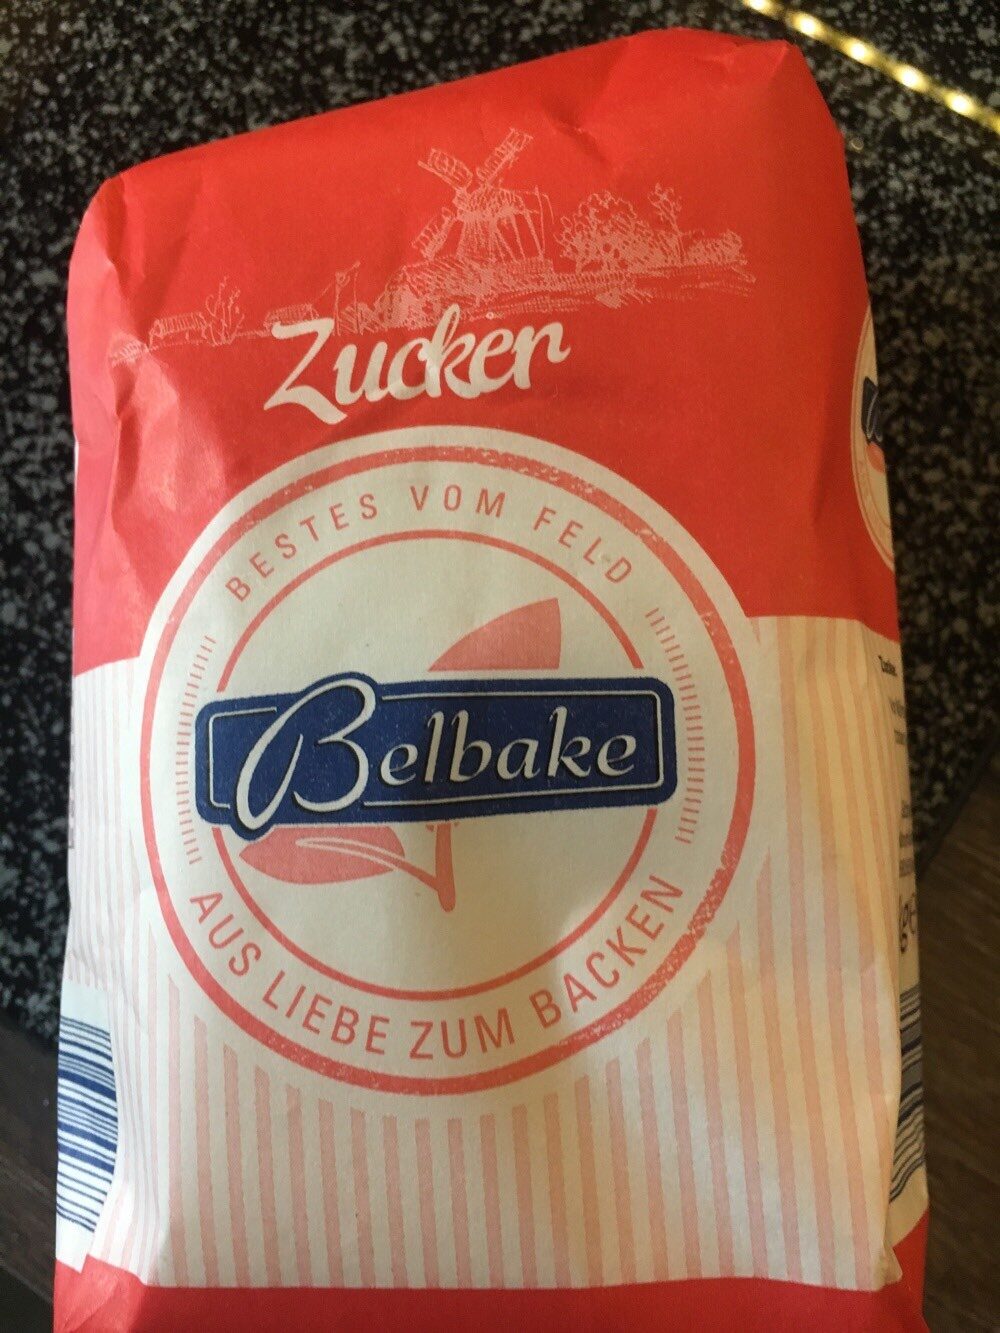 Zucker
BESTES VOM FELD
Belbake
AUS LIEBE ZUM BACKEN